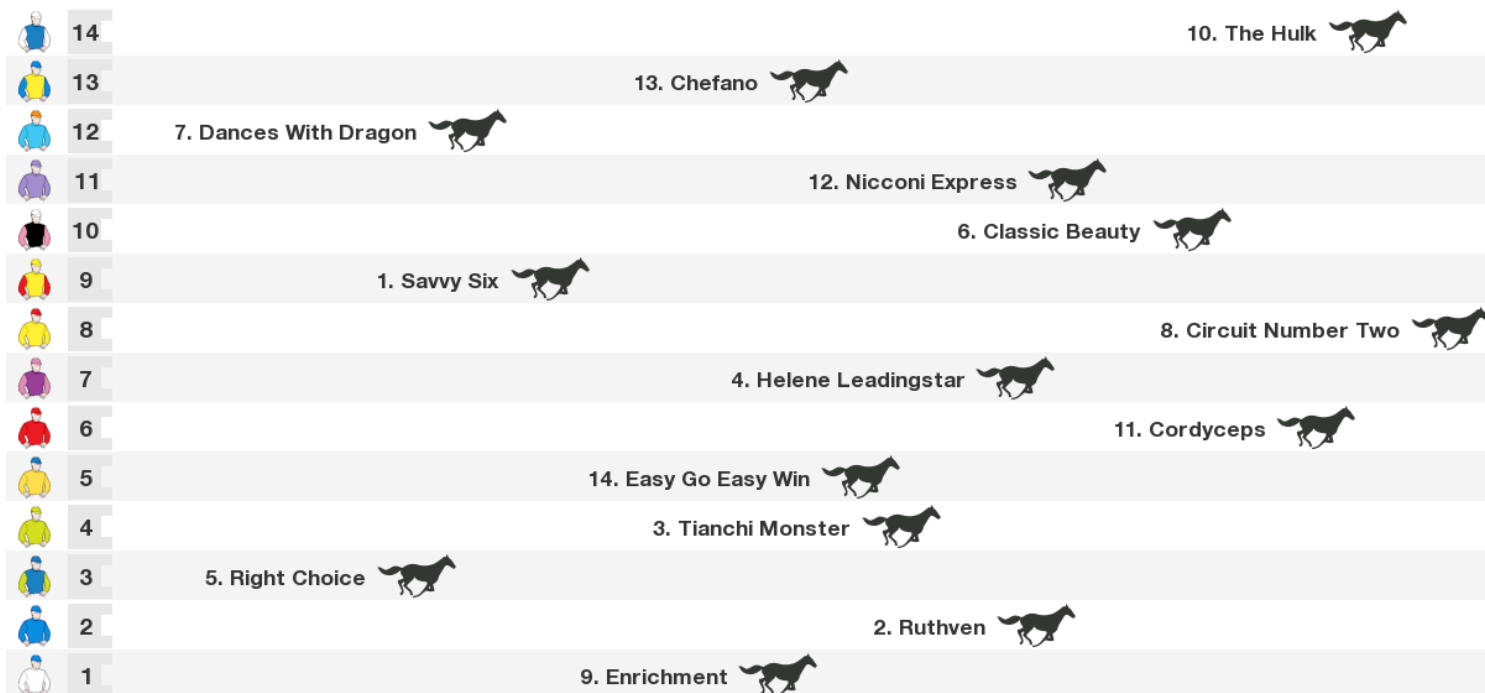 14 10. The Hulk
13 13. Chefano
12 7. Dances With Dragon
11 12. Nicconi Express
10 6. Classic Beauty
9 1. Savvy Six
8 8. Circuit Number Two
7 4. Helene Leadingstar
6 11. Cordyceps
5 14. Easy Go Easy Win
4 3. Tianchi Monster
3 5. Right Choice
2 2. Ruthven
1 9. Enrichment